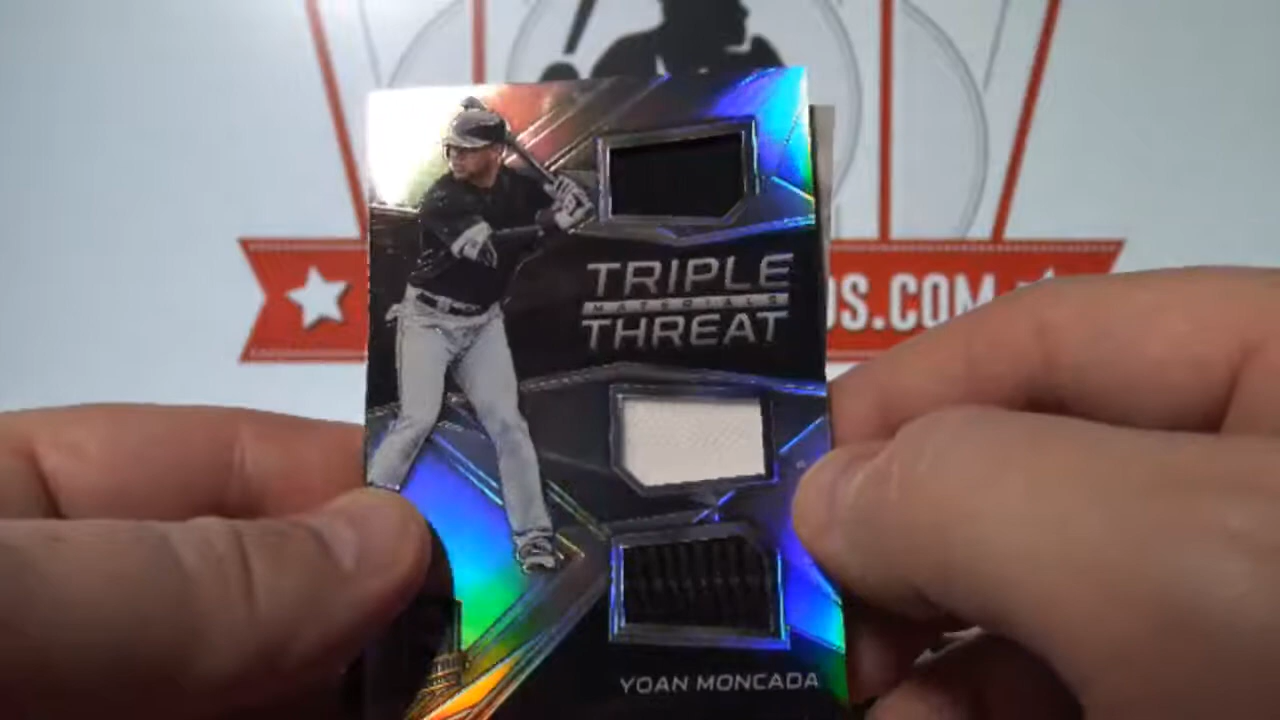 TRIPLE
MATERIALS
THREAT
DS.COM
YOAN MONCADA